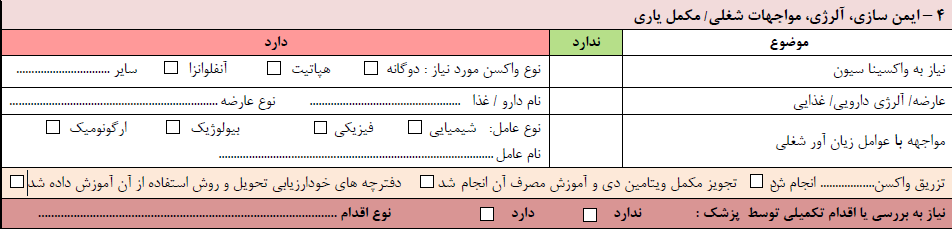 ۴ – ایمن سازی، آلرژی، مواجهات شغلی/ مکمل یاری
موضوع ندارد دارد
نیاز به واکسینا سیون نوع واکسن مورد نیاز : دوگانه □ هپاتیت □ آنفلوانزا □ سایر ................................
عارضه/ آلرژی دارویی/ غذایی نام دارو / غذا .................................................. نوع عارضه ......................................................................
مواجهه با عوامل زیان آور شغلی نوع عامل: شیمیایی □ فیزیکی □ بیولوژیک □ ارگونومیک □
نام عامل ............................................................................................
تزریق واکسن.................. انجام شد □ تجویز مکمل ویتامین دی و آموزش مصرف آن انجام شد □ دفترچه های خودارزیابی تحویل و روش استفاده از آن آموزش داده شد □
نیاز به بررسی یا اقدام تکمیلی توسط پزشک : ندارد □ دارد □ نوع اقدام ....................................................................................................